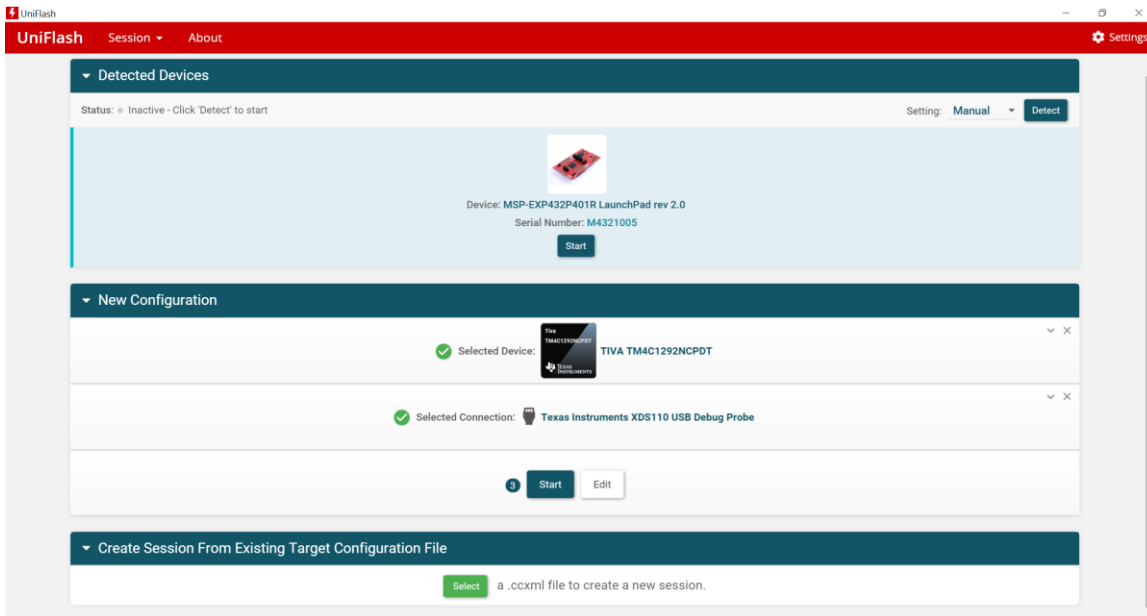 UniFlash
UniFlash Session About Settings
Detected Devices
Status: Inactive - Click 'Detect' to start Setting: Manual Detect
Device: MSP-EXP432P401R LaunchPad rev 2.0
Serial Number: M4321005
Start
New Configuration
Tiva
TM4C1292NCPDT
TEXAS
INSTRUMENTS
Selected Device: TIVA TM4C1292NCPDT
Selected Connection: Texas Instruments XDS110 USB Debug Probe
3 Start Edit
Create Session From Existing Target Configuration File
Select a .ccxml file to create a new session.